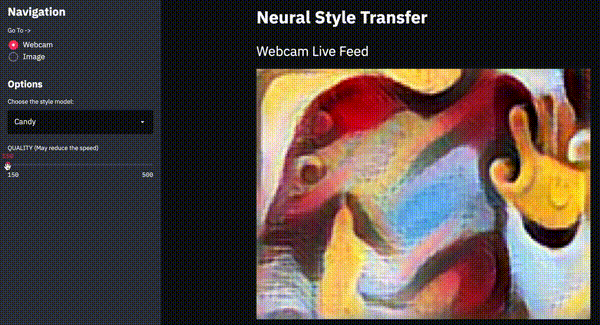 Navigation
Go To ->
Webcam
Image
Options
Choose the style model:
Candy
QUALITY (May reduce the speed)
150
150 500
Neural Style Transfer
Webcam Live Feed